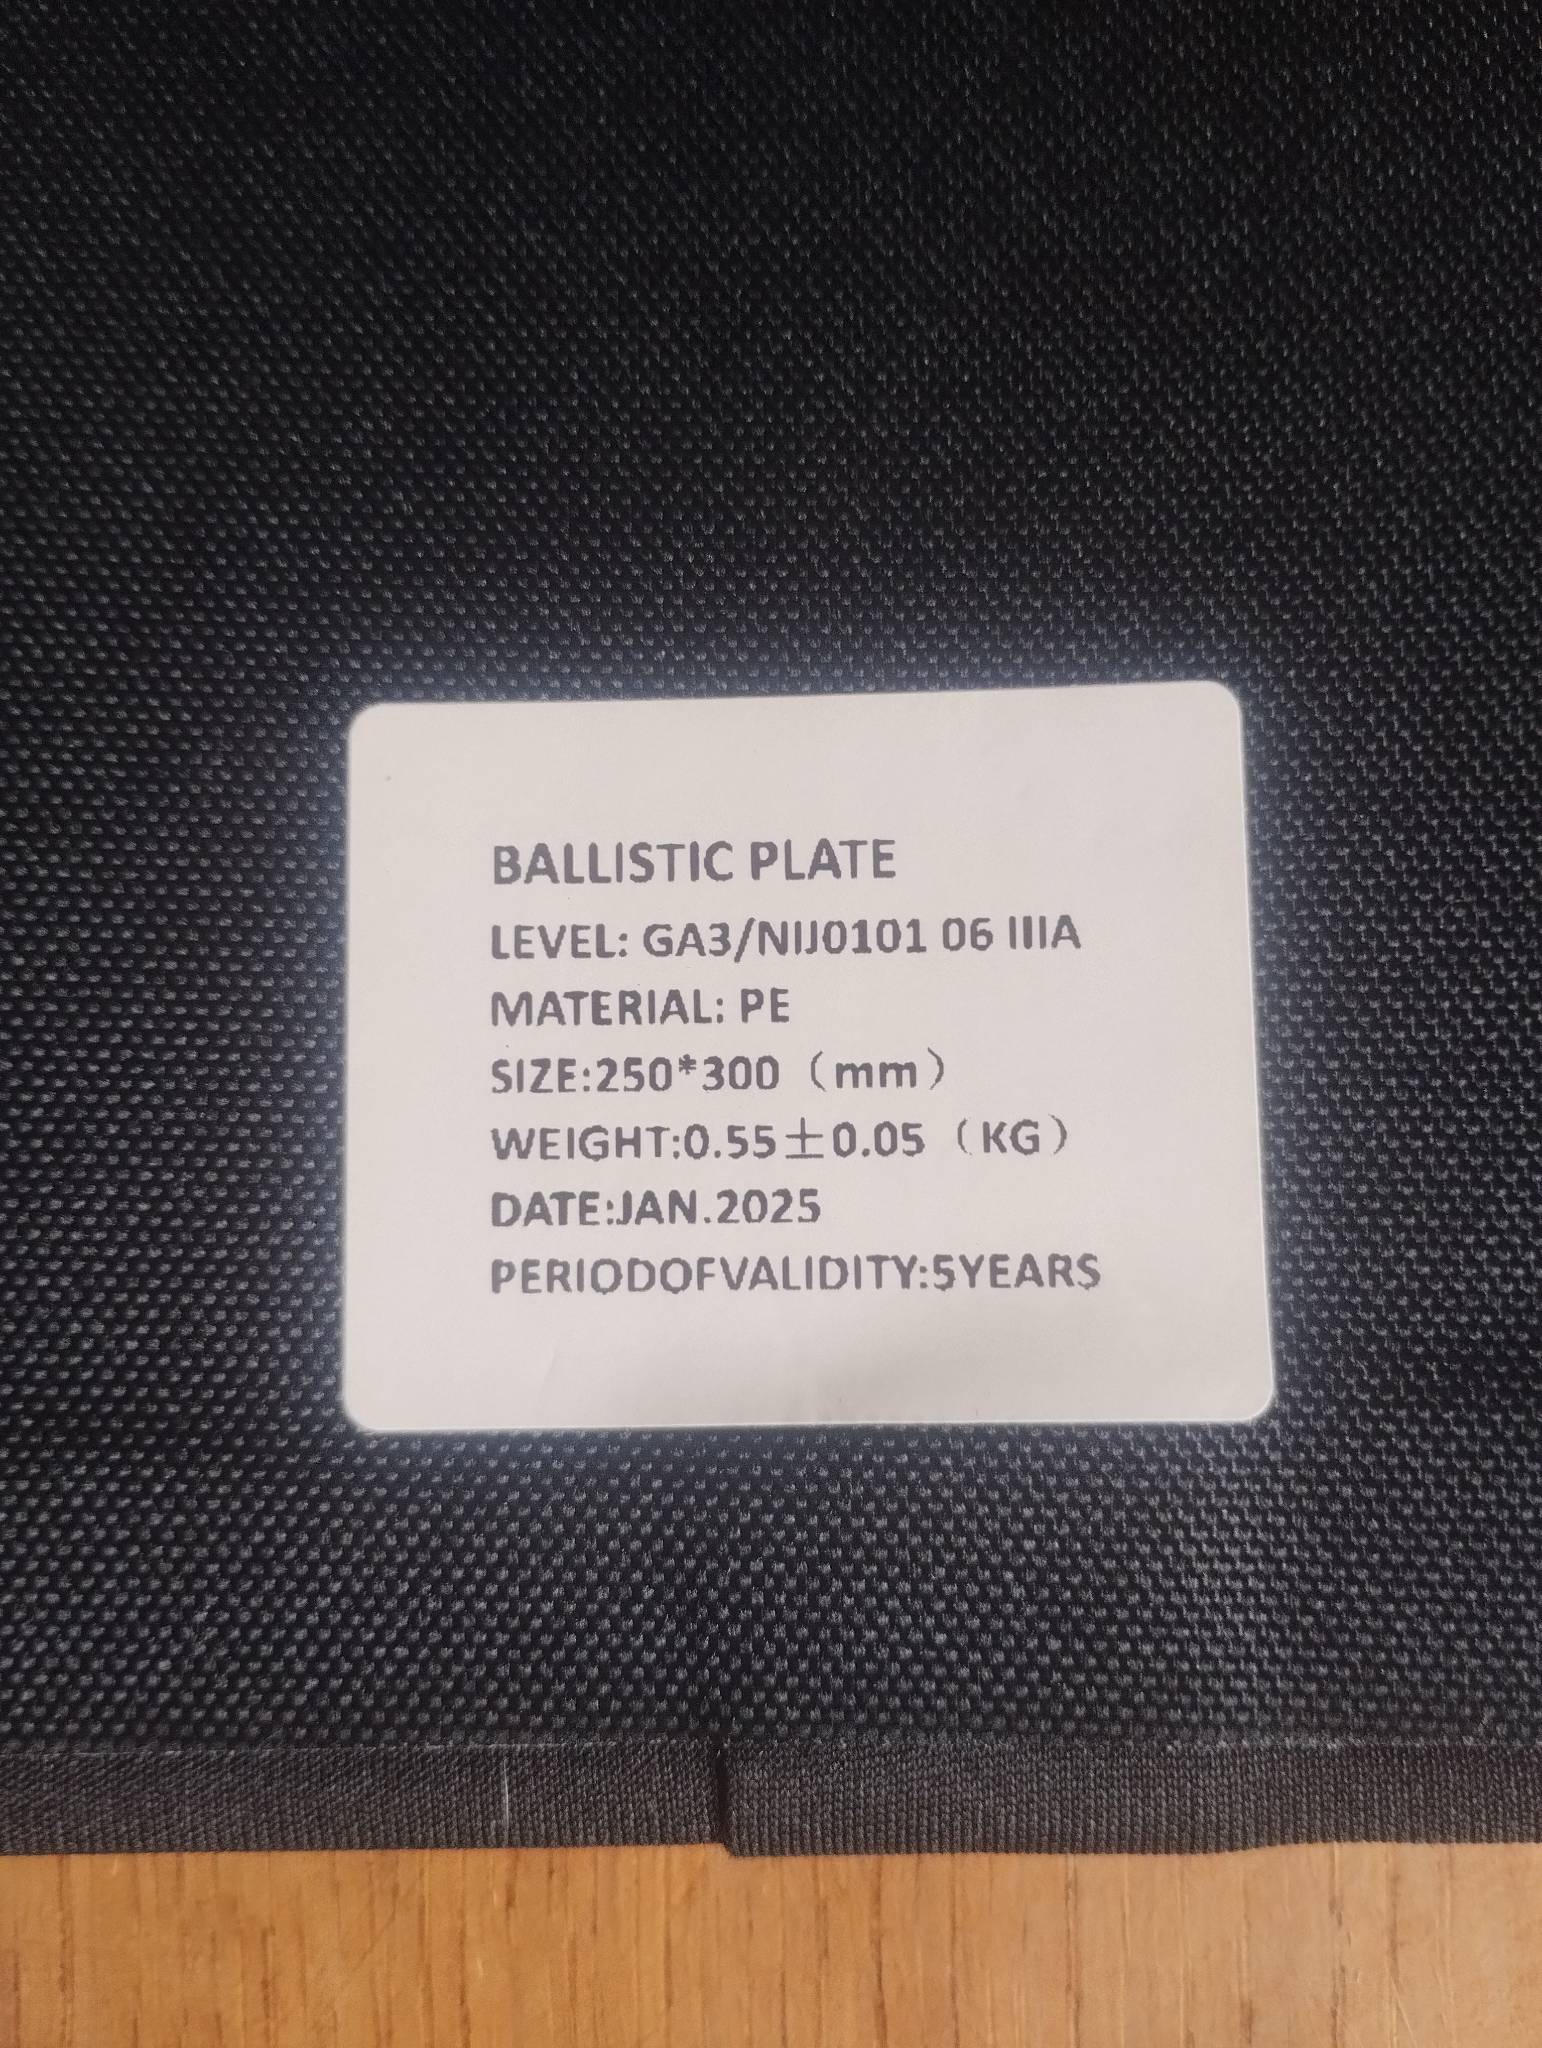 BALLISTIC PLATE
LEVEL: GA3/NIJ0101 06 IIIA
MATERIAL: PE
SIZE:250*300（mm）
WEIGHT:0.55±0.05（KG）
DATE:JAN.2025
PERIODOFVALIDITY:5YEARS